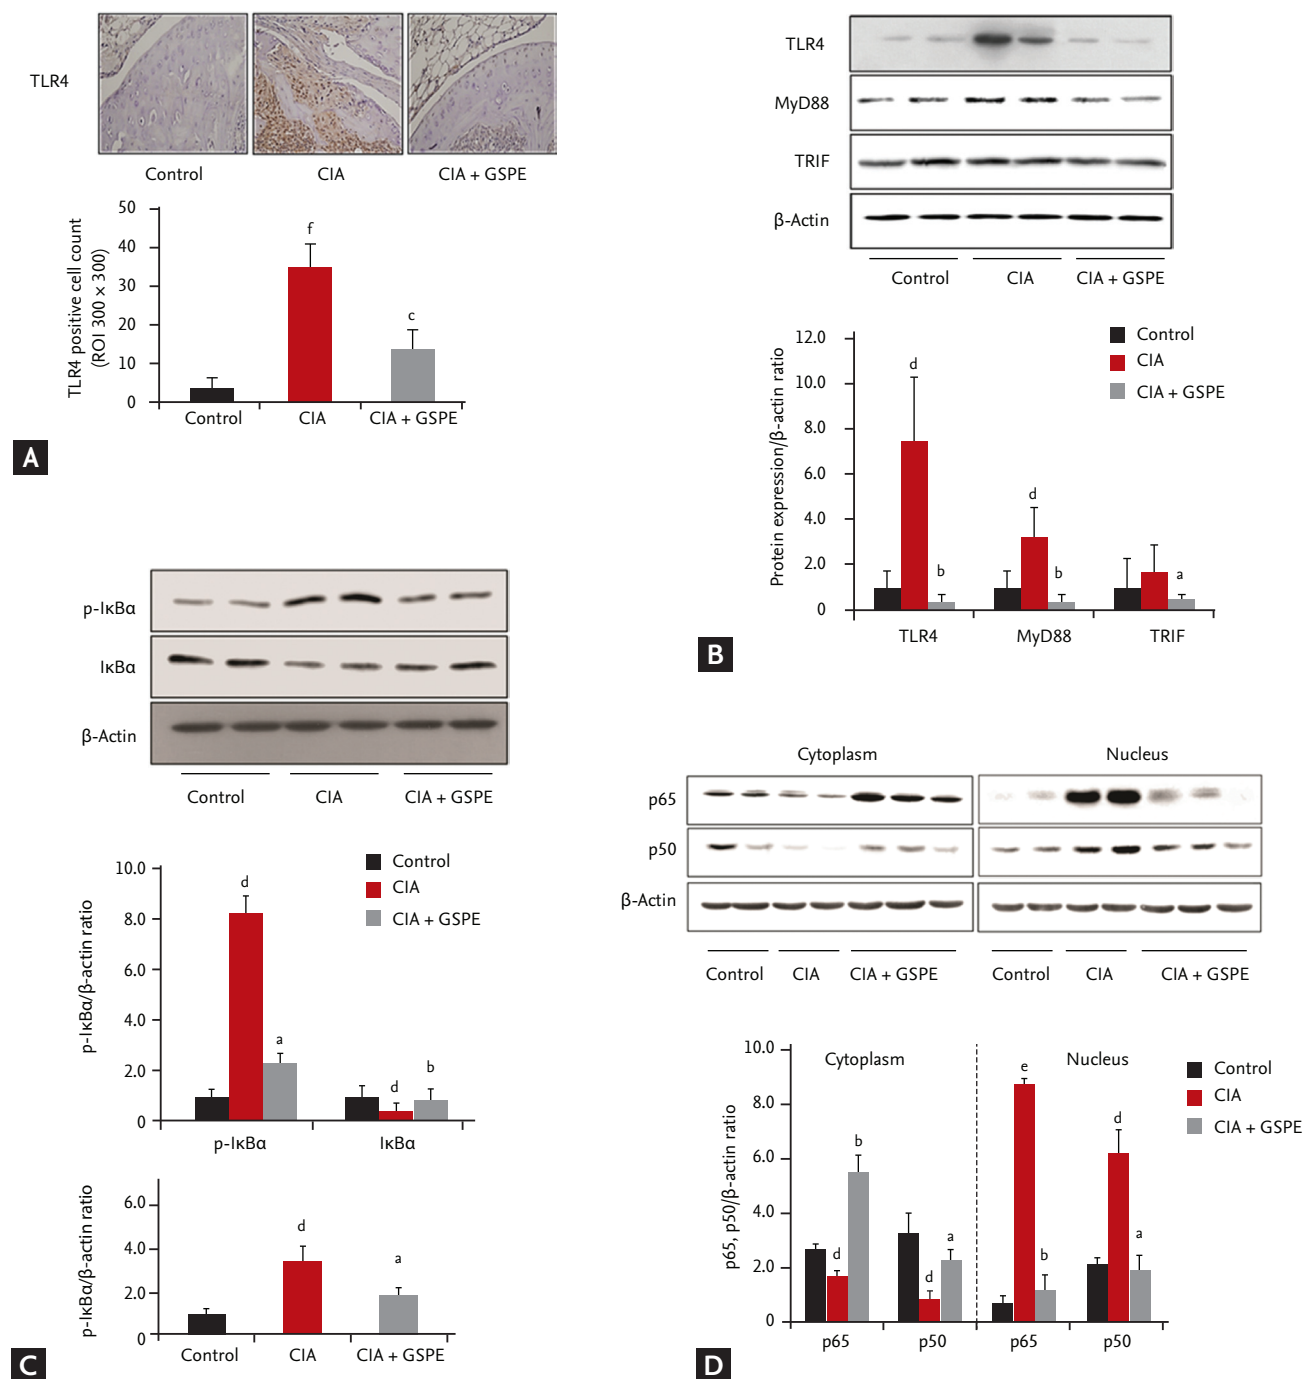 TLR4
Control
CIA
CIA + GSPE
TLR4 positive cell count
(ROI 300 × 300)
50
40
30
20
10
0
f
c
Control
CIA
CIA + GSPE
A
TLR4
MyD88
TRIF
β-Actin
Control
CIA
CIA + GSPE
Protein expression/β-actin ratio
12.0
10.0
8.0
6.0
4.0
2.0
0
Control
CIA
CIA + GSPE
d
b
d
b
a
TLR4
MyD88
TRIF
B
p-IκBα
IκBα
β-Actin
Control
CIA
CIA + GSPE
p-IκBα/β-actin ratio
10.0
8.0
6.0
4.0
2.0
0
Control
CIA
CIA + GSPE
d
a
d
b
p-IκBα
IκBα
p-IκBα/β-actin ratio
6.0
4.0
2.0
0
d
a
Control
CIA
CIA + GSPE
C
Cytoplasm
Nucleus
p65
p50
β-Actin
Control
CIA
CIA + GSPE
Control
CIA
CIA + GSPE
p65, p50/β-actin ratio
10.0
8.0
6.0
4.0
2.0
0
Cytoplasm
Nucleus
Control
CIA
CIA + GSPE
d
b
d
a
e
b
d
a
p65
p50
p65
p50
D